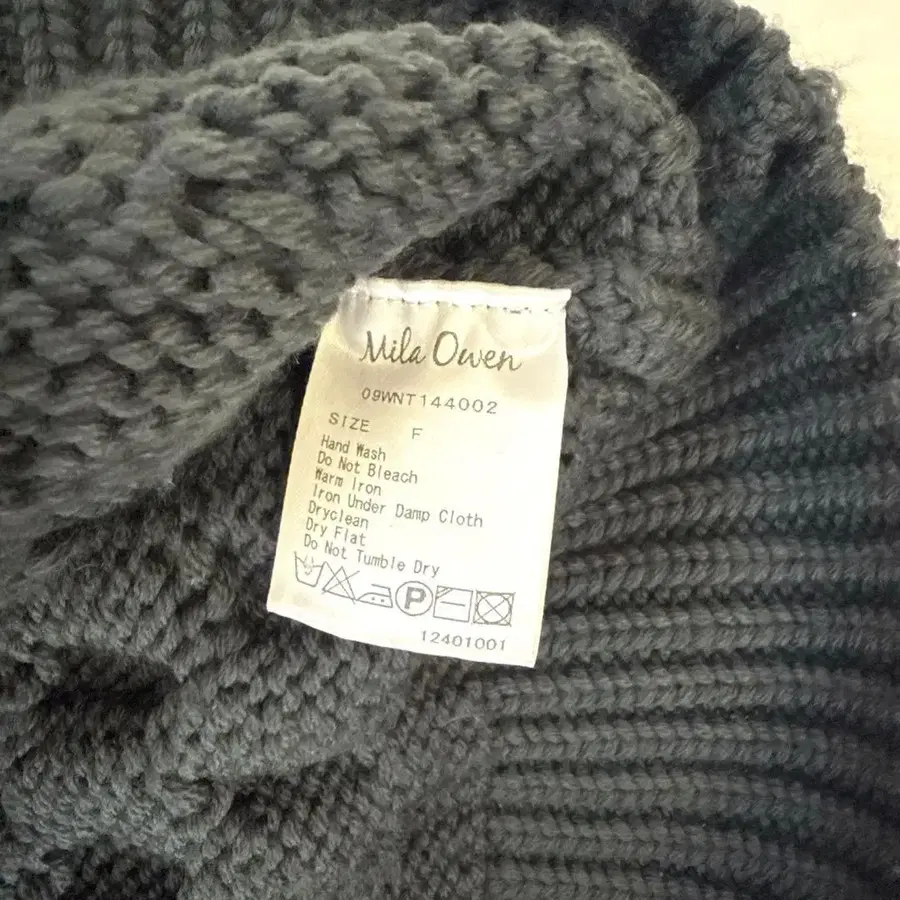 Mila Owen
09WNT144002
SIZE F
Hand Wash
Do Not Bleach
Warm Iron
Iron Under Damp Cloth
Dryclean
Dry Flat
Do Not Tumble Dry
P
12401001